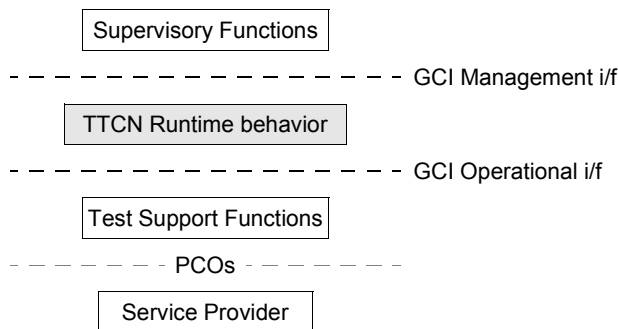 Supervisory Functions
GCI Management i/f
TTCN Runtime behavior
GCI Operational i/f
Test Support Functions
PCOs
Service Provider